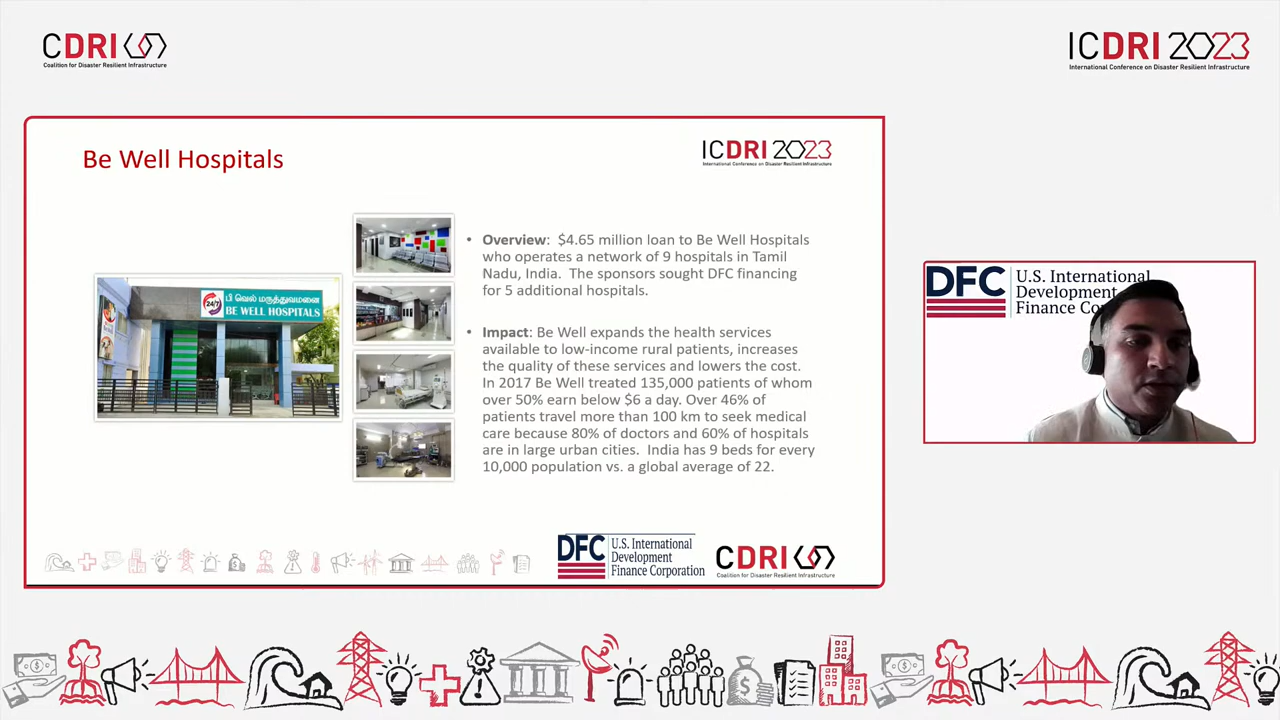 CDRI
Coalition for Disaster Resilient Infrastructure
ICDRI 2023
International Conference on Disaster Resilient Infrastructure
Be Well Hospitals
ICDRI 2023
International Conference on Disaster Resilient Infrastructure
24/7
பி வெல் மருத்துவமனை
BE WELL HOSPITALS
• Overview: $4.65 million loan to Be Well Hospitals
who operates a network of 9 hospitals in Tamil
Nadu, India. The sponsors sought DFC financing
for 5 additional hospitals.
• Impact: Be Well expands the health services
available to low-income rural patients, increases
the quality of these services and lowers the cost.
In 2017 Be Well treated 135,000 patients of whom
over 50% earn below $6 a day. Over 46% of
patients travel more than 100 km to seek medical
care because 80% of doctors and 60% of hospitals
are in large urban cities. India has 9 beds for every
10,000 population vs. a global average of 22.
DFC
U.S. International
Development
Finance Corporation
CDRI
Coalition for Disaster Resilient Infrastructure
DFC
U.S. International
Development
Finance